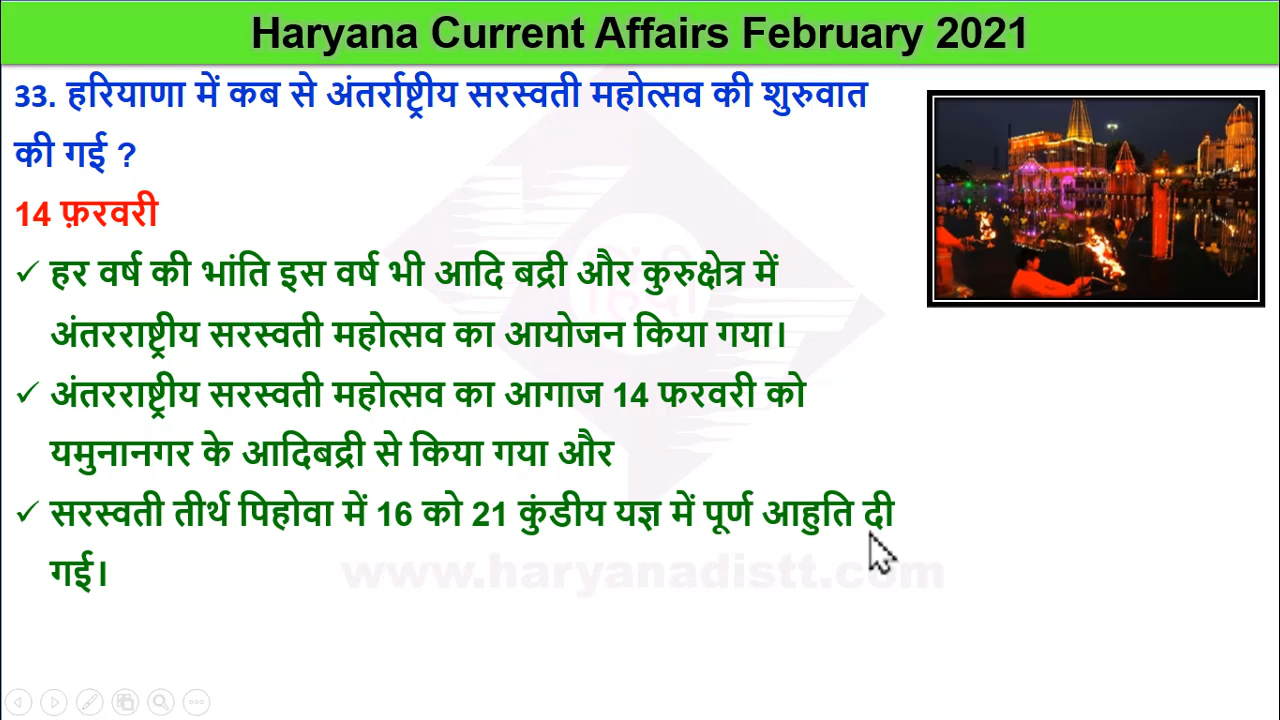 Haryana Current Affairs February 2021
33. हरियाणा में कब से अंतर्राष्ट्रीय सरस्वती महोत्सव की शुरुवात
की गई ?
14 फ़रवरी
✓ हर वर्ष की भांति इस वर्ष भी आदि बद्री और कुरुक्षेत्र में
अंतरराष्ट्रीय सरस्वती महोत्सव का आयोजन किया गया।
✓ अंतरराष्ट्रीय सरस्वती महोत्सव का आगाज 14 फरवरी को
यमुनानगर के आदिबद्री से किया गया और
✓ सरस्वती तीर्थ पिहोवा में 16 को 21 कुंडीय यज्ञ में पूर्ण आहुति दी
गई।
www.haryanadistt.com